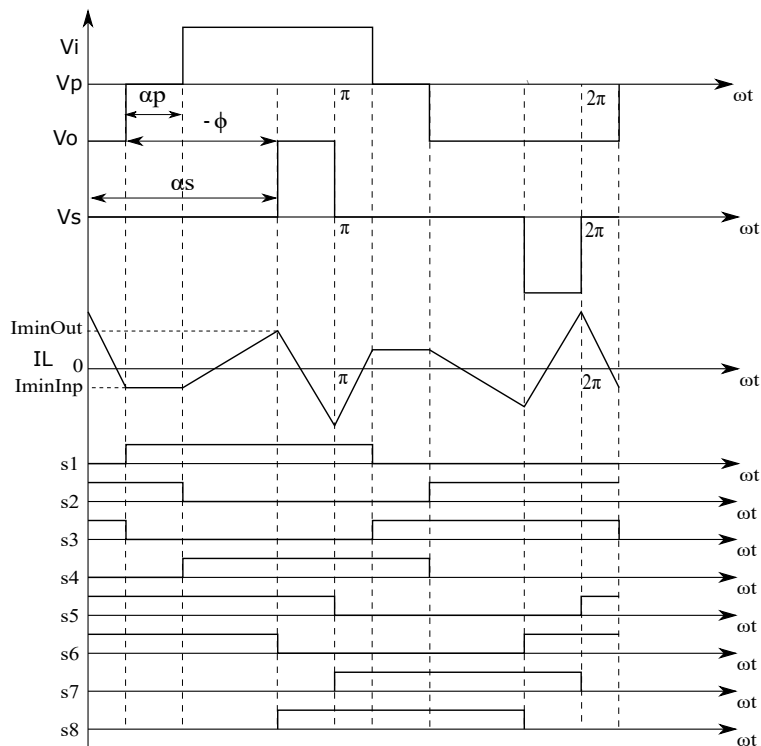 Vi
Vp
π
2π
ωt
αp
- ϕ
Vo
αs
Vs
π
2π
ωt
IminOut
IL 0
π
2π
ωt
IminInp
s1
ωt
s2
ωt
s3
ωt
s4
ωt
s5
ωt
s6
ωt
s7
ωt
s8
ωt